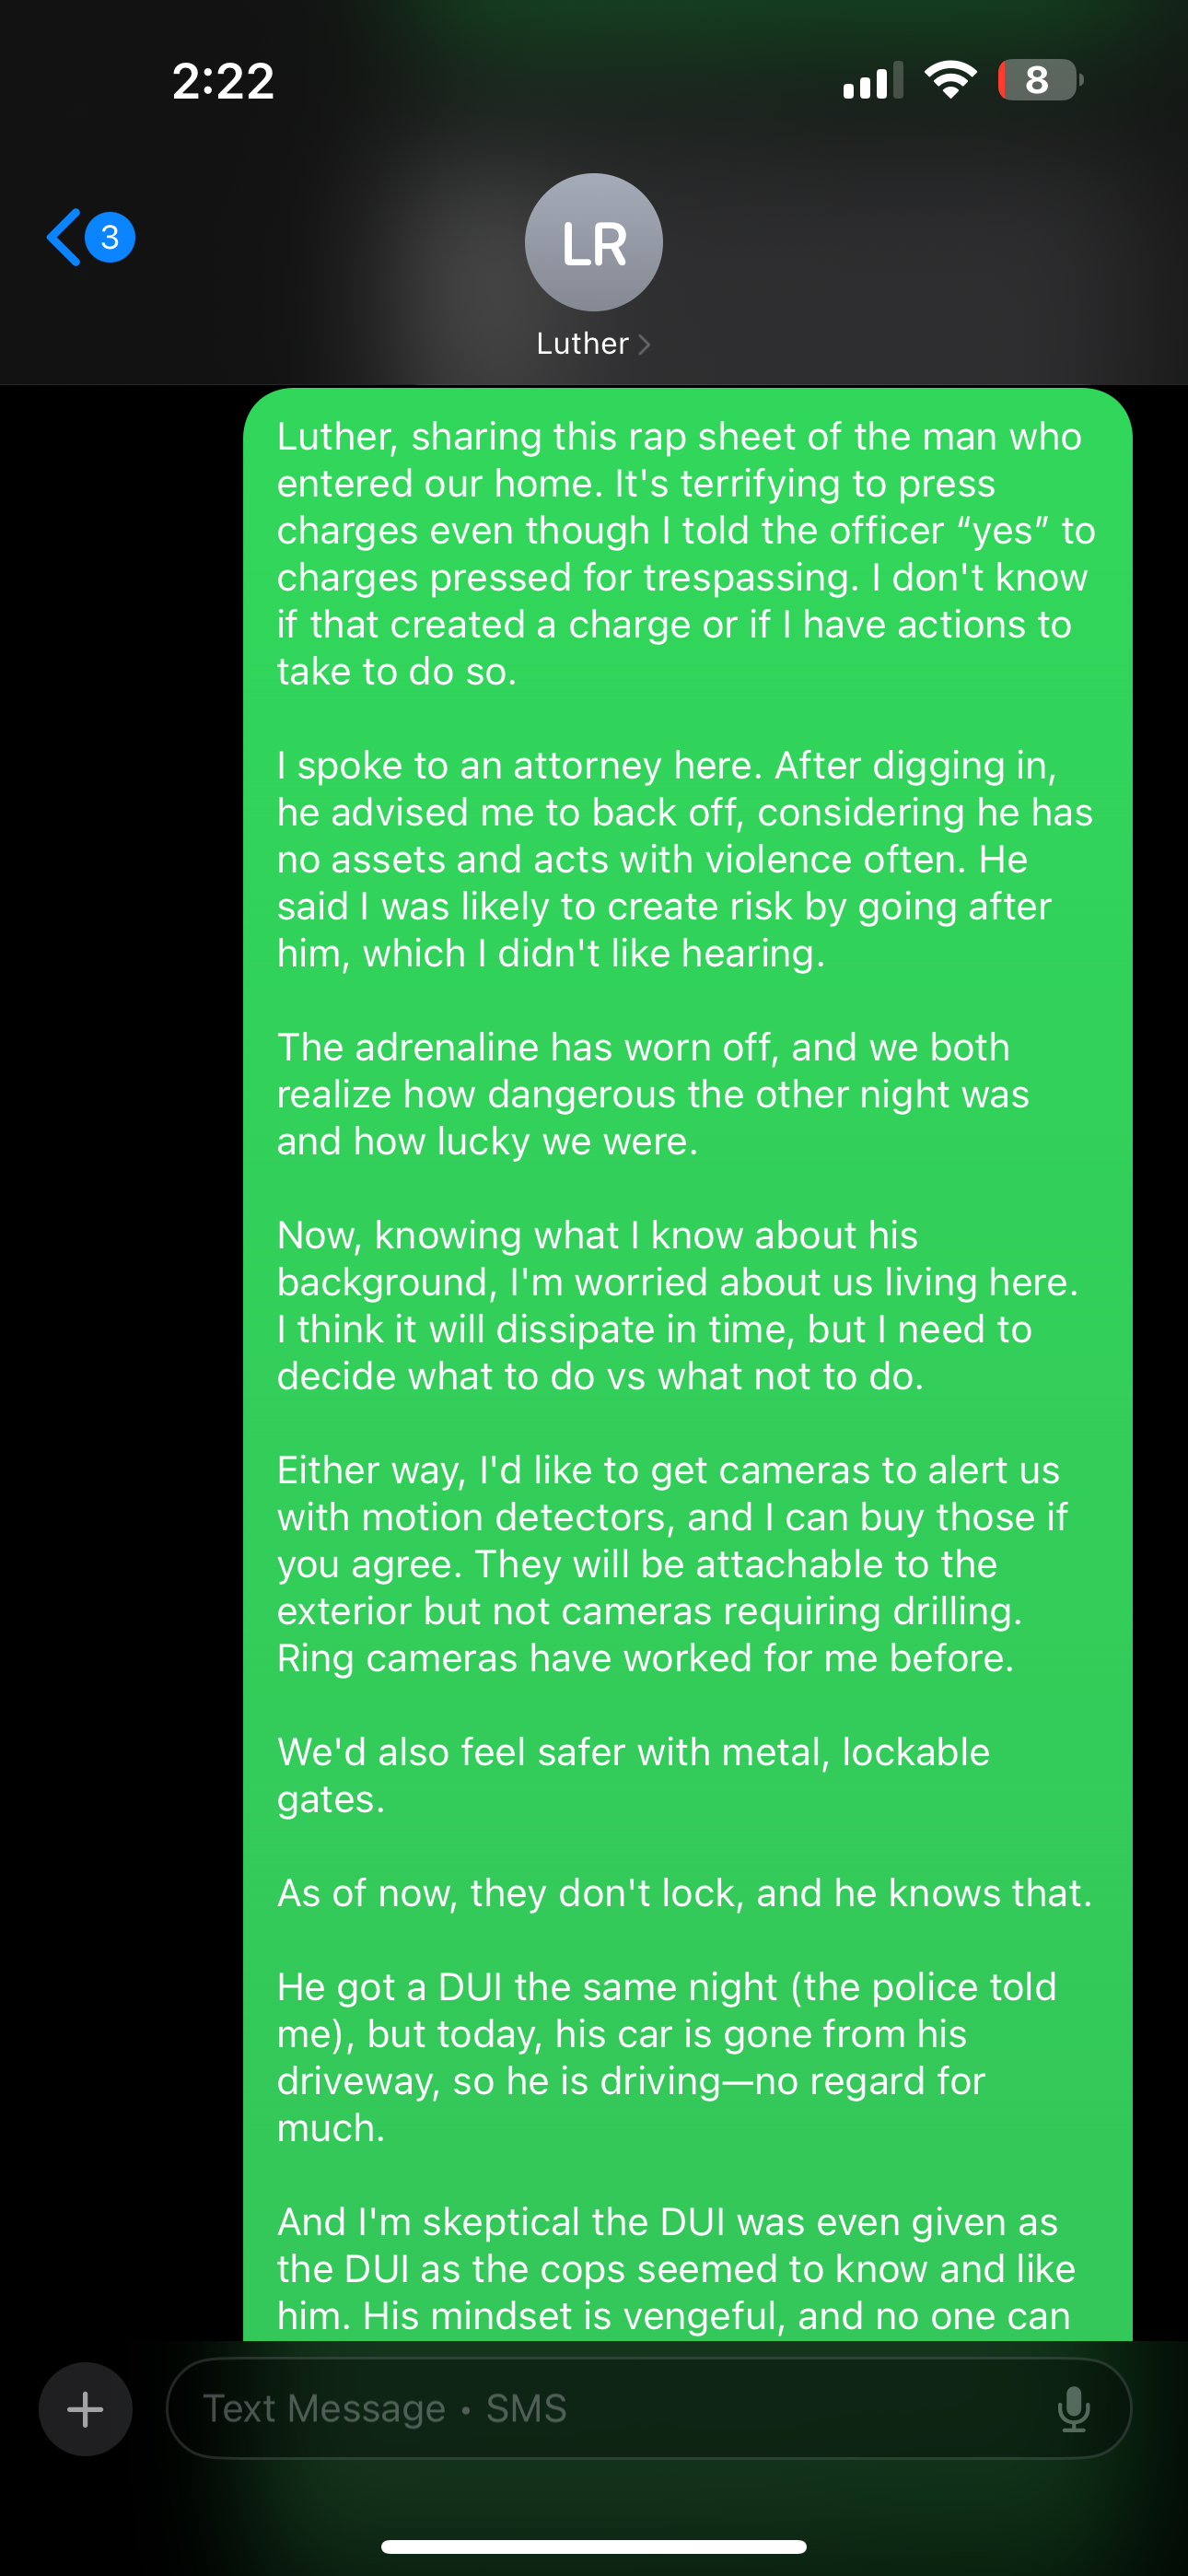 2:22
8
3
LR
Luther
Luther, sharing this rap sheet of the man who
entered our home. It's terrifying to press
charges even though I told the officer “yes” to
charges pressed for trespassing. I don't know
if that created a charge or if I have actions to
take to do so.
I spoke to an attorney here. After digging in,
he advised me to back off, considering he has
no assets and acts with violence often. He
said I was likely to create risk by going after
him, which I didn't like hearing.
The adrenaline has worn off, and we both
realize how dangerous the other night was
and how lucky we were.
Now, knowing what I know about his
background, I'm worried about us living here.
I think it will dissipate in time, but I need to
decide what to do vs what not to do.
Either way, I'd like to get cameras to alert us
with motion detectors, and I can buy those if
you agree. They will be attachable to the
exterior but not cameras requiring drilling.
Ring cameras have worked for me before.
We'd also feel safer with metal, lockable
gates.
As of now, they don't lock, and he knows that.
He got a DUI the same night (the police told
me), but today, his car is gone from his
driveway, so he is driving—no regard for
much.
And I'm skeptical the DUI was even given as
the DUI as the cops seemed to know and like
him. His mindset is vengeful, and no one can
Text Message • SMS